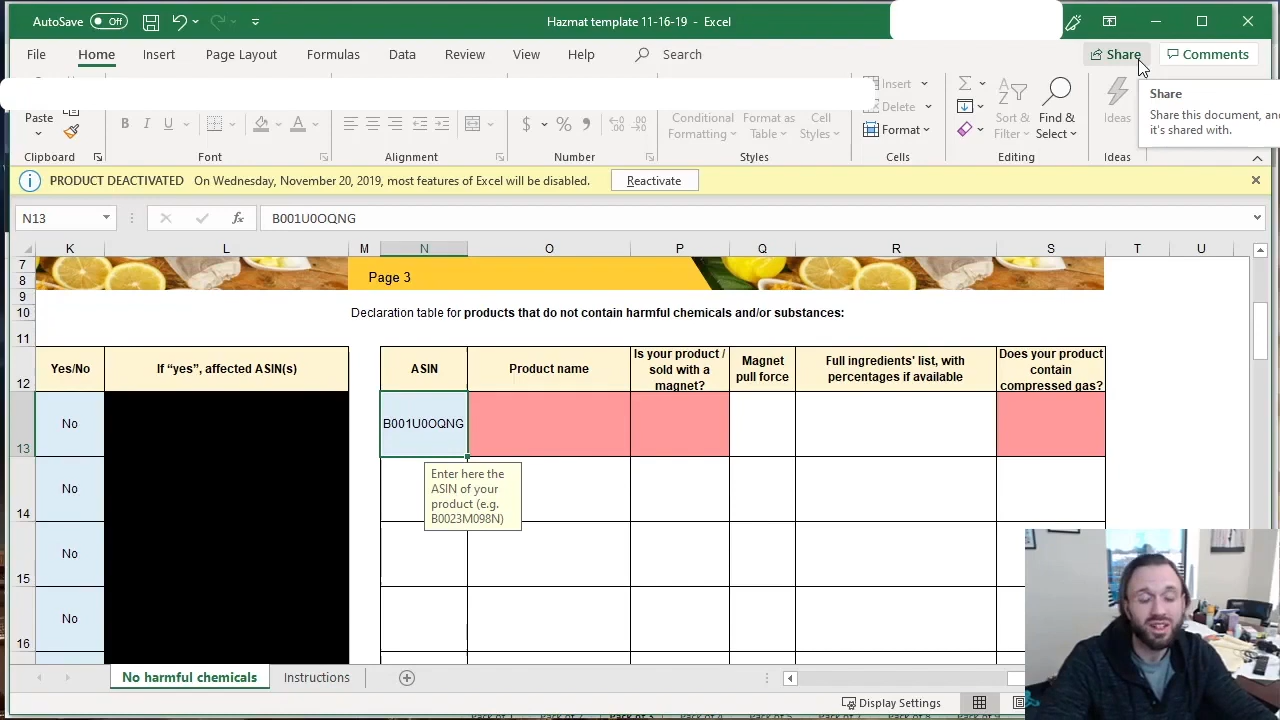 AutoSave Off Hazmat template 11-16-19 - Excel
File Home Insert Page Layout Formulas Data Review View Help Search Share Comments
Share
Share this document, and
it's shared with.
Paste B I U $ % Conditional Formatting Format as Table Cell Styles Insert Delete Format Sort & Filter Find & Select Ideas
Clipboard Font Alignment Number Styles Cells Editing Ideas
PRODUCT DEACTIVATED On Wednesday, November 20, 2019, most features of Excel will be disabled. Reactivate
N13 fx B001U0OQNG
K L M N O P Q R S T U
7
8 Page 3
9
10 Declaration table for products that do not contain harmful chemicals and/or substances:
11
12 Yes/No If “yes”, affected ASIN(s) ASIN Product name Is your product / sold with a magnet? Magnet pull force Full ingredients' list, with percentages if available Does your product contain compressed gas?
13 No B001U0OQNG
Enter here the
ASIN of your
product (e.g.
B0023M098N)
14 No
15 No
16 No
No harmful chemicals Instructions
Display Settings